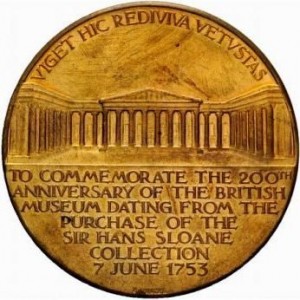 VIGET HIC REDIVIVA VETVSTAS
TO COMMEMORATE THE 200TH
ANNIVERSARY OF THE BRITISH
MUSEUM DATING FROM THE
PURCHASE OF THE
SIR HANS SLOANE
COLLECTION
7 JUNE 1753